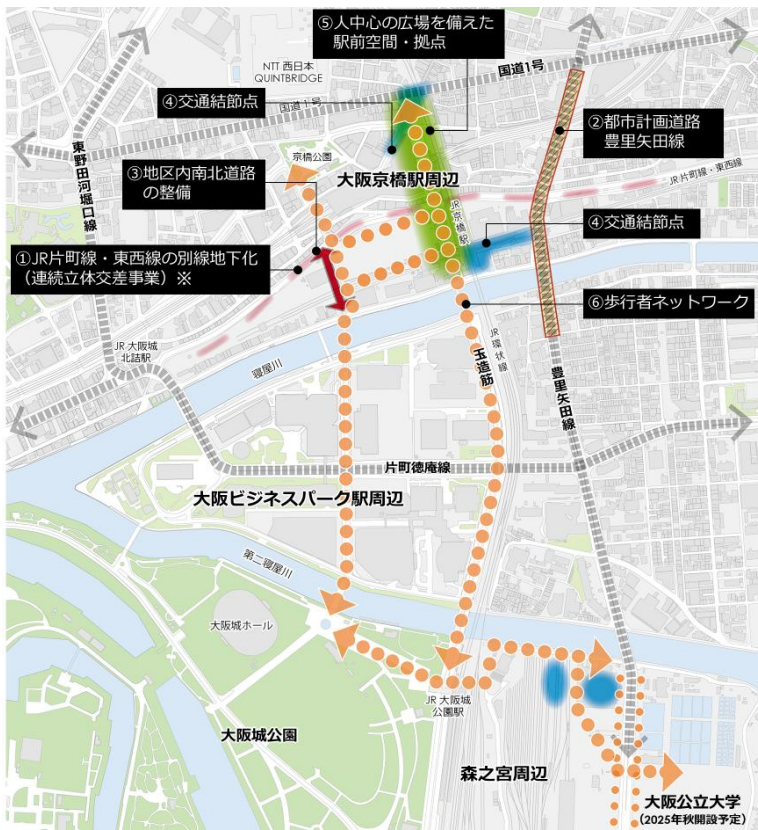 ⑤人中心の広場を備えた
駅前空間・拠点
NTT 西日本
QUINTBRIDGE
国道1号
④交通結節点
国道1号
②都市計画道路
豊里矢田線
東野田河堀口線
京橋公園
③地区内南北道路
の整備
大阪京橋駅周辺
JR片町線・東西線
JR京橋駅
④交通結節点
①JR片町線・東西線の別線地下化
(連続立体交差事業)※
⑥歩行者ネットワーク
JR 大阪城
北詰駅
寝屋川
玉造筋
JR環状線
豊里矢田線
片町徳庵線
大阪ビジネスパーク駅周辺
第二寝屋川
大阪城ホール
JR 大阪城
公園駅
大阪城公園
森之宮周辺
大阪公立大学
(2025年秋開設予定)